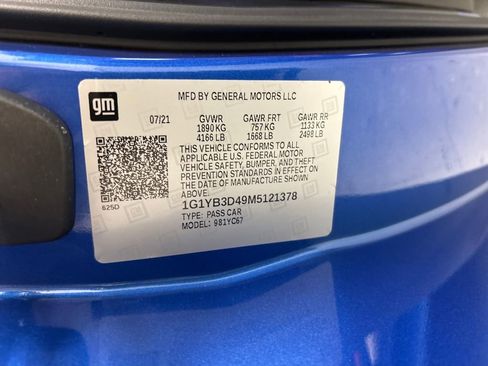 gm
MFD BY GENERAL MOTORS LLC
07/21 GVWR GAWR FRT GAWR RR
1890 KG 757 KG 1133 KG
4166 LB 1668 LB 2498 LB
THIS VEHICLE CONFORMS TO ALL
APPLICABLE U.S. FEDERAL MOTOR
VEHICLE SAFETY, BUMPER, AND THEFT
PREVENTION STANDARDS IN EFFECT ON
THE DATE OF MANUFACTURE SHOWN ABOVE.
1G1YB3D49M5121378
625D
TYPE: PASS CAR
MODEL: 981YC67